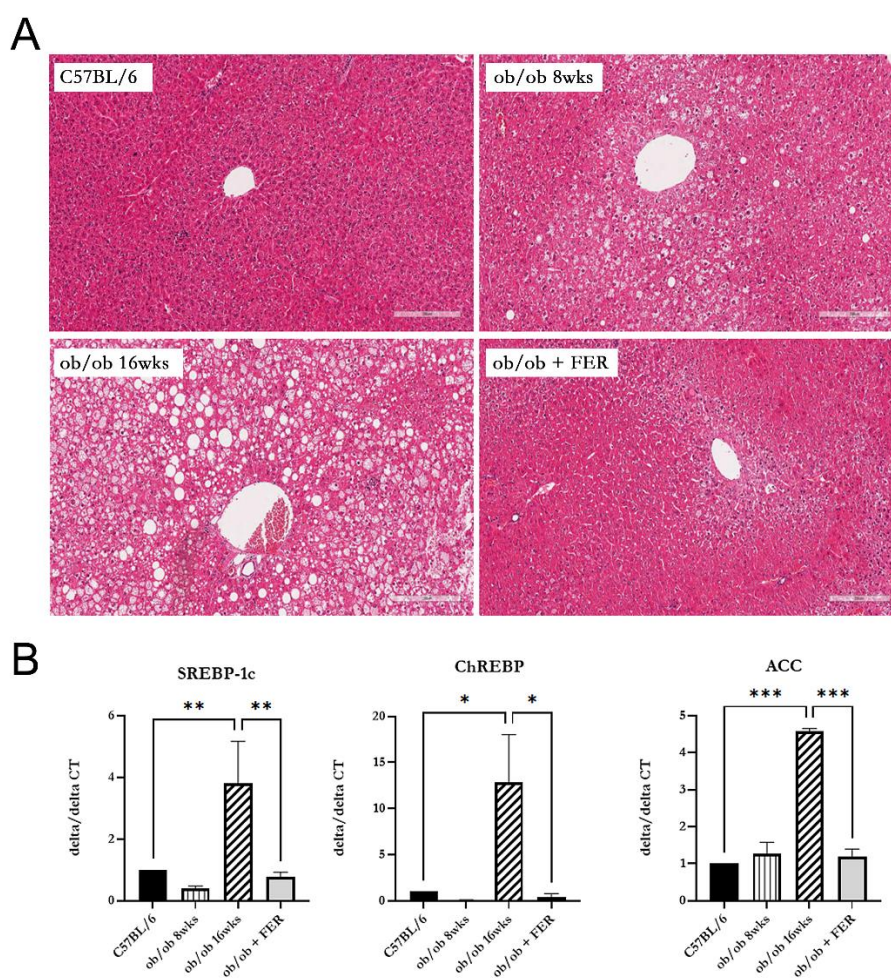 A
C57BL/6
ob/ob 8wks
ob/ob 16wks
ob/ob + FER
B
SREBP-1c
delta/delta CT
6
4
2
0
**
**
C57BL/6
ob/ob 8wks
ob/ob 16wks
ob/ob + FER
ChREBP
delta/delta CT
20
15
10
5
0
*
*
C57BL/6
ob/ob 8wks
ob/ob 16wks
ob/ob + FER
ACC
delta/delta CT
5
4
3
2
1
0
***
***
C57BL/6
ob/ob 8wks
ob/ob 16wks
ob/ob + FER